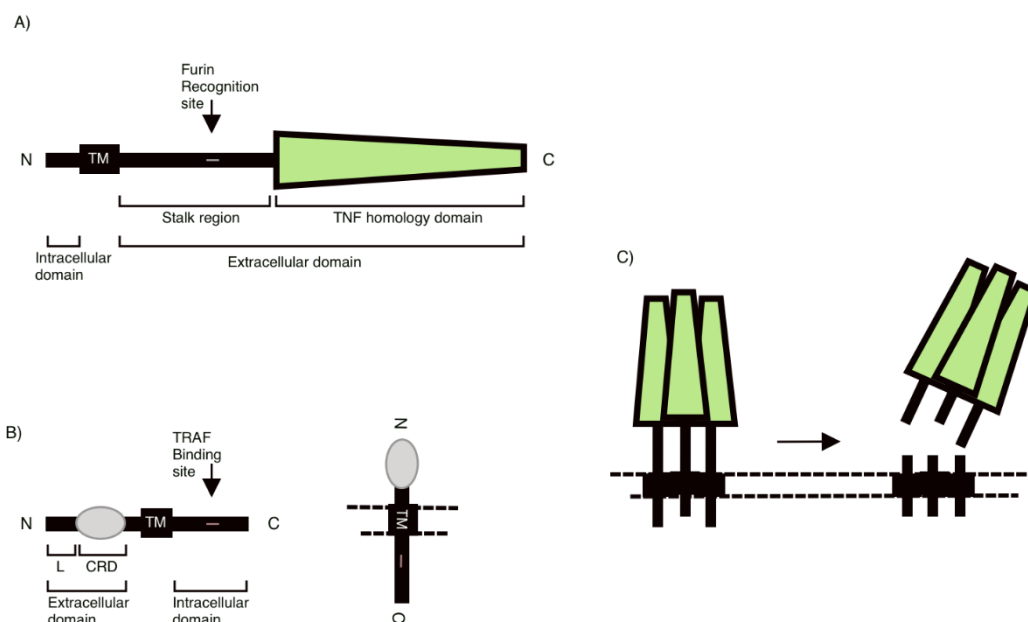 A)
Furin
Recognition
site
N
TM
C
Stalk region
TNF homology domain
Intracellular
domain
Extracellular domain
C)
B)
TRAF
Binding
site
N
TM
C
L
CRD
Extracellular
domain
Intracellular
domain
N
TM
C